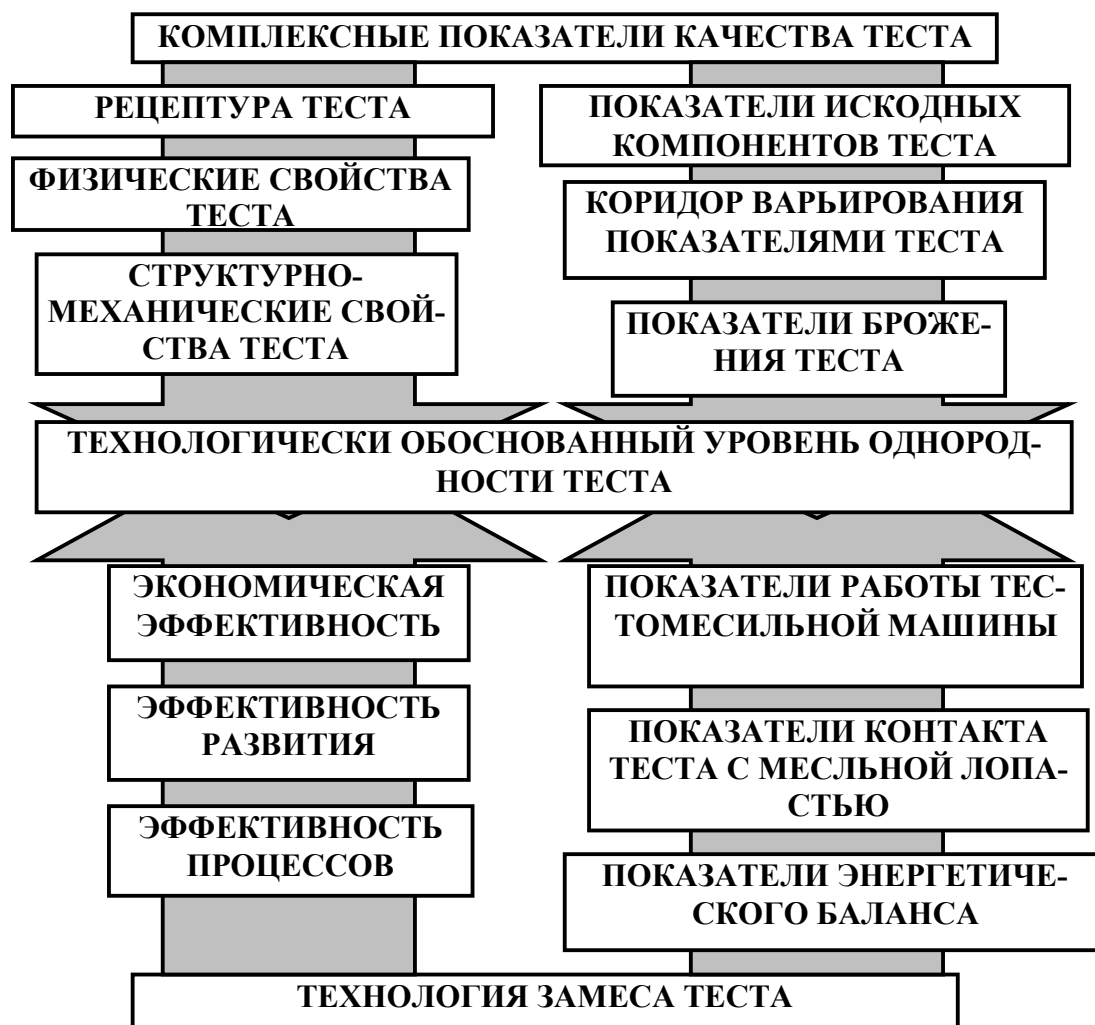 КОМПЛЕКСНЫЕ ПОКАЗАТЕЛИ КАЧЕСТВА ТЕСТА
РЕЦЕПТУРА ТЕСТА
ФИЗИЧЕСКИЕ СВОЙСТВА
ТЕСТА
СТРУКТУРНО-
МЕХАНИЧЕСКИЕ СВОЙ-
СТВА ТЕСТА
ПОКАЗАТЕЛИ ИСКОДНЫХ
КОМПОНЕНТОВ ТЕСТА
КОРИДОР ВАРЬИРОВАНИЯ
ПОКАЗАТЕЛЯМИ ТЕСТА
ПОКАЗАТЕЛИ БРОЖЕ-
НИЯ ТЕСТА
ТЕХНОЛОГИЧЕСКИ ОБОСНОВАННЫЙ УРОВЕНЬ ОДНОРОД-
НОСТИ ТЕСТА
ЭКОНОМИЧЕСКАЯ
ЭФФЕКТИВНОСТЬ
ЭФФЕКТИВНОСТЬ
РАЗВИТИЯ
ЭФФЕКТИВНОСТЬ
ПРОЦЕССОВ
ПОКАЗАТЕЛИ РАБОТЫ ТЕС-
ТОМЕСИЛЬНОЙ МАШИНЫ
ПОКАЗАТЕЛИ КОНТАКТА
ТЕСТА С МЕСЛЬНОЙ ЛОПА-
СТЬЮ
ПОКАЗАТЕЛИ ЭНЕРГЕТИЧЕ-
СКОГО БАЛАНСА
ТЕХНОЛОГИЯ ЗАМЕСА ТЕСТА